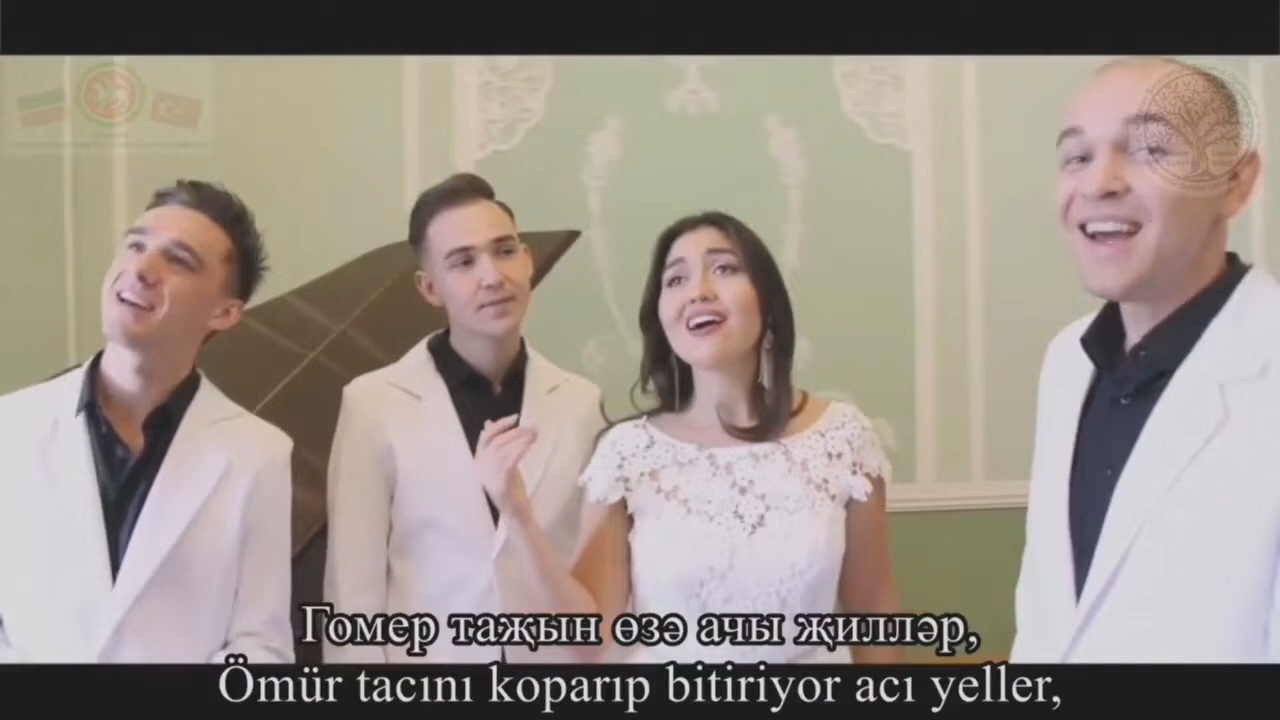 Гомер таҗын өзә ачы җилләр,
Ömür tacını koparıp bitiriyor acı yeller,